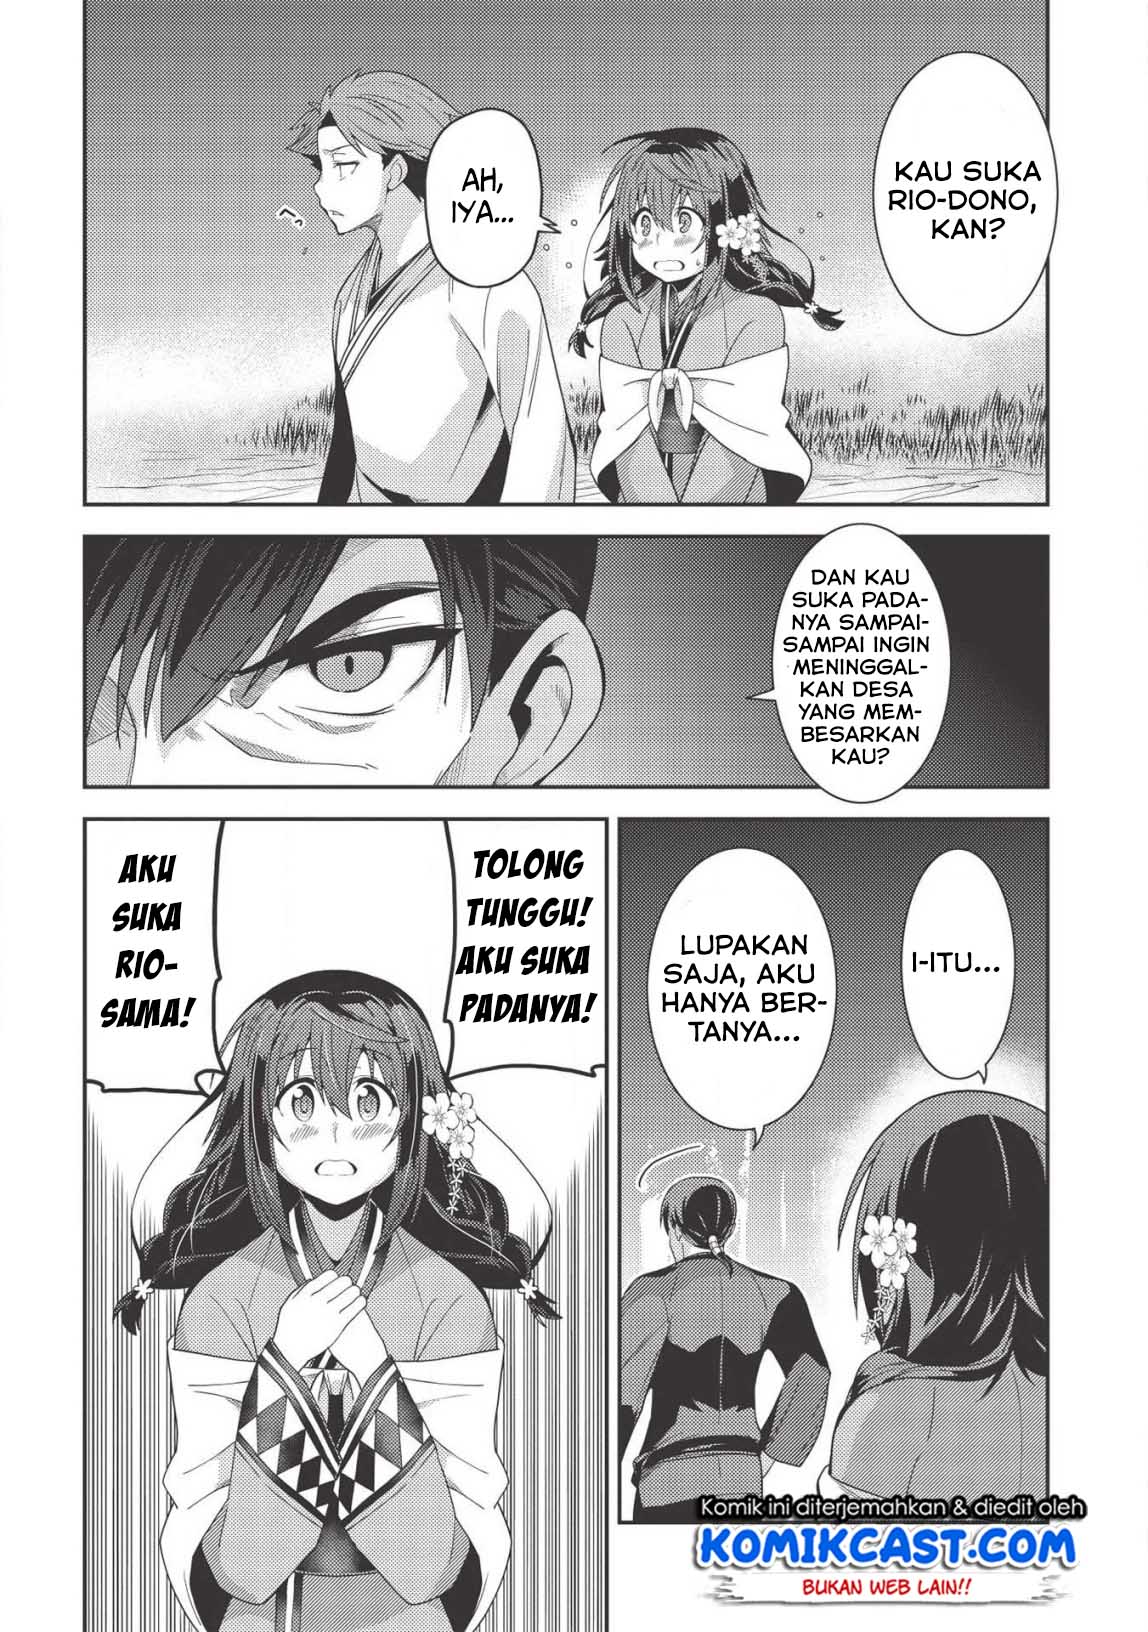 KAU SUKA
RIO-DONO,
KAN?
AH,
IYA...
DAN KAU
SUKA PADA-
NYA SAMPAI-
SAMPAI INGIN
MENINGGAL-
KAN DESA
YANG MEM-
BESARKAN
KAU?
I-ITU...
LUPAKAN
SAJA, AKU
HANYA BER-
TANYA...
TOLONG
TUNGGU!
AKU SUKA
PADANYA!
AKU
SUKA
RIO-
SAMA!
Komik ini diterjemahkan & diedit oleh
KOMIKCAST.COM
BUKAN WEB LAIN!!